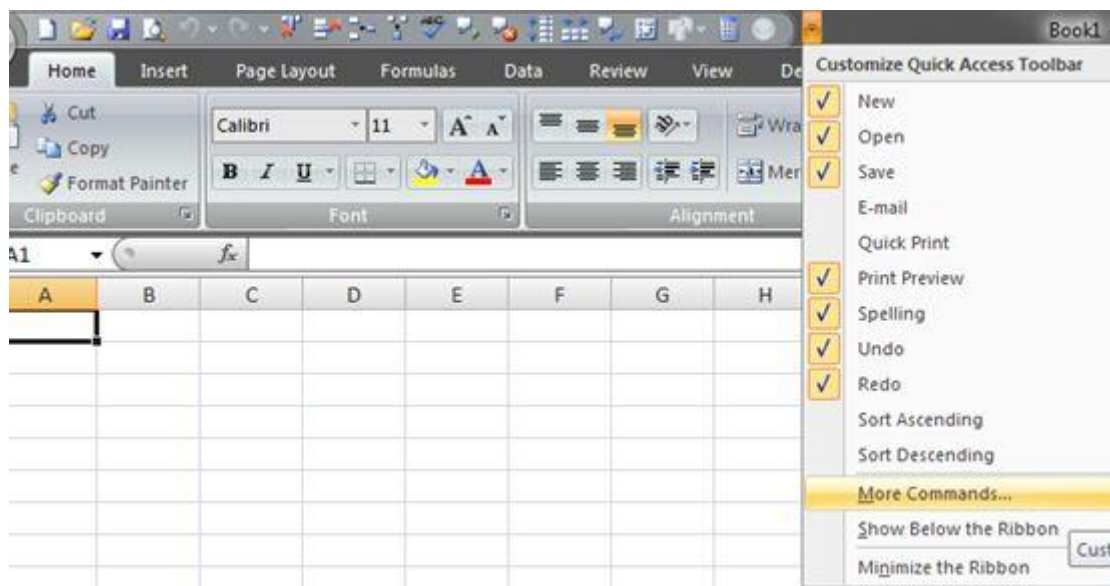 Book1
Home Insert Page Layout Formulas Data Review View De
Customize Quick Access Toolbar
New
Open
Save
E-mail
Quick Print
Print Preview
Spelling
Undo
Redo
Sort Ascending
Sort Descending
More Commands...
Show Below the Ribbon
Minimize the Ribbon
Cust
Cut
Copy
Format Painter
Clipboard
Calibri 11 A A
B I U A
Font
Wra
Mer
Alignment
A1 fx
A B C D E F G H